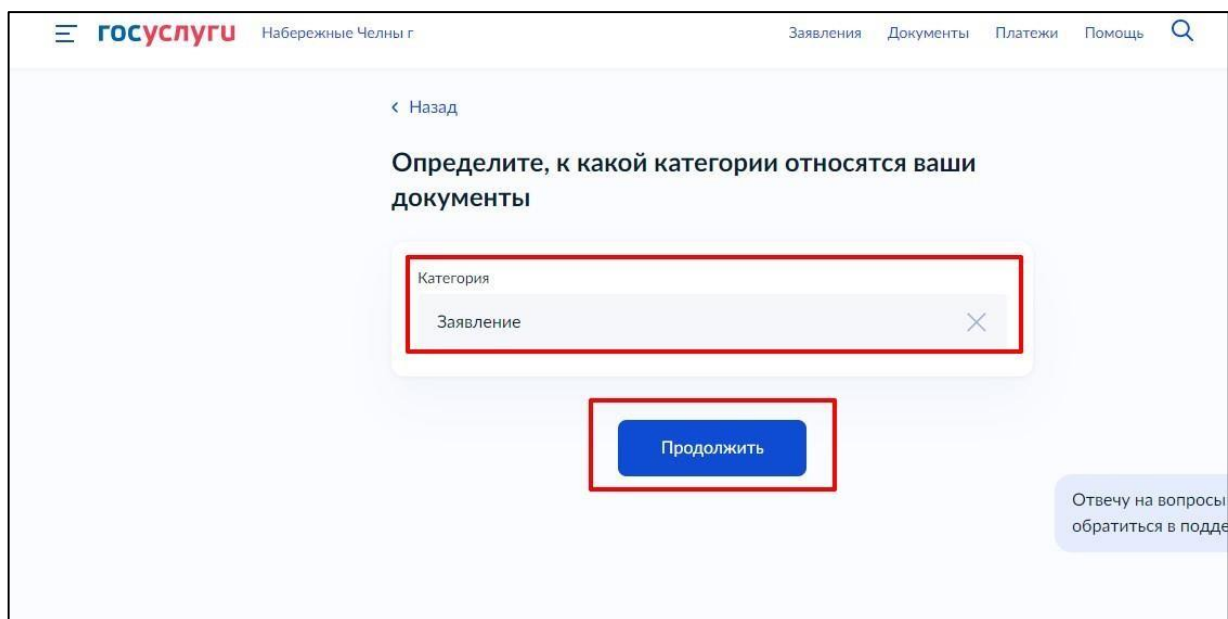 госуслуги Набережные Челны г Заявления Документы Платежи Помощь
Назад
Определите, к какой категории относятся ваши
документы
Категория
Заявление
Продолжить
Отвечу на вопросы
обратиться в